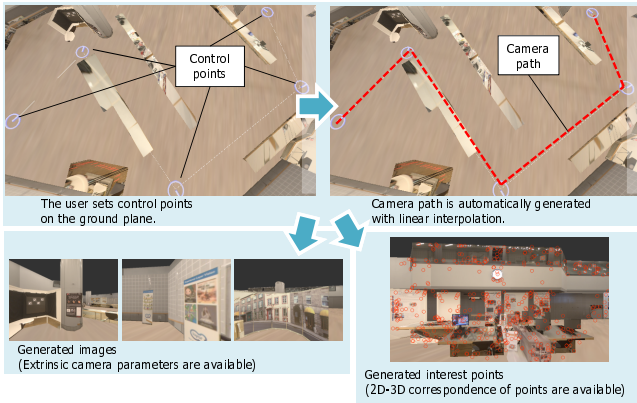 Control
points
Camera
path
The user sets control points
on the ground plane.
Camera path is automatically generated
with linear interpolation.
Generated images
(Extrinsic camera parameters are available)
Generated interest points
(2D-3D correspondence of points are available)